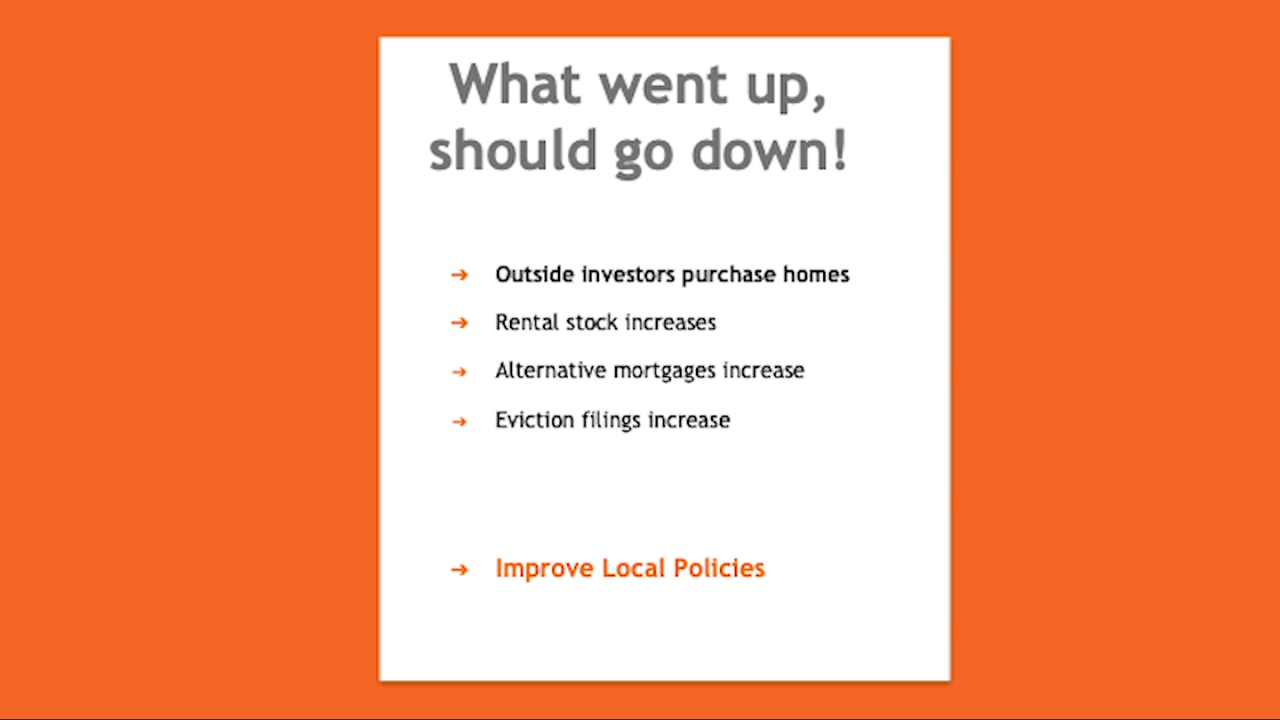 What went up,
should go down!
➔ Outside investors purchase homes
➔ Rental stock increases
➔ Alternative mortgages increase
➔ Eviction filings increase
➔ Improve Local Policies